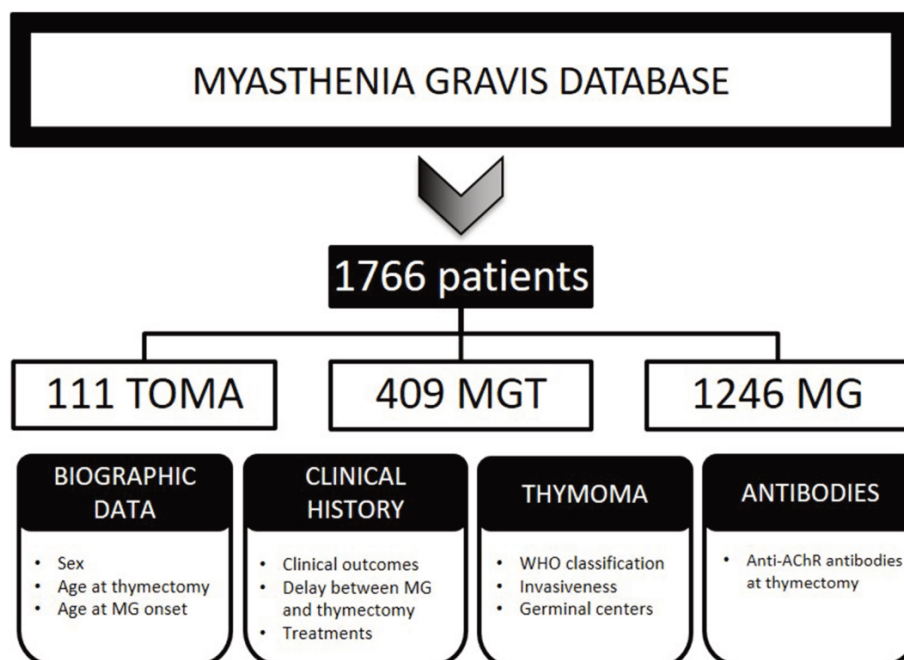 MYASTHENIA GRAVIS DATABASE
1766 patients
111 TOMA
409 MGT
1246 MG
BIOGRAPHIC
DATA
• Sex
• Age at thymectomy
• Age at MG onset
CLINICAL
HISTORY
• Clinical outcomes
• Delay between MG
and thymectomy
• Treatments
THYMOMA
• WHO classification
• Invasiveness
• Germinal centers
ANTIBODIES
• Anti-AChR antibodies
at thymectomy